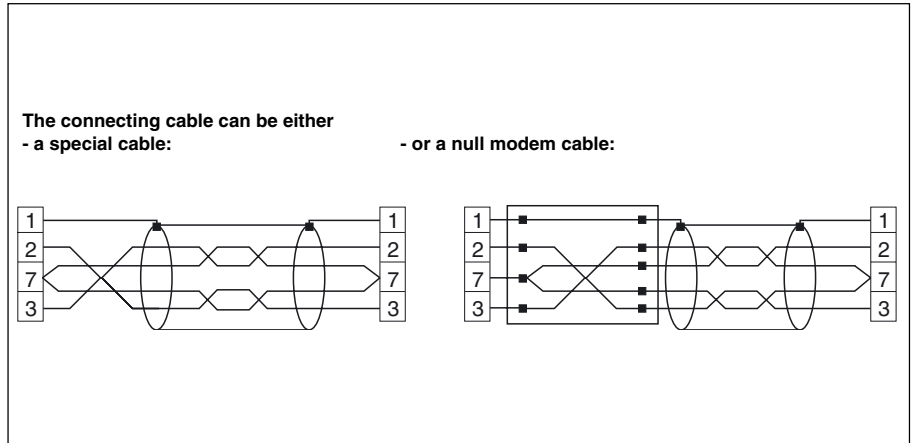 The connecting cable can be either
- a special cable: - or a null modem cable:
1 1 1 1
2 2 2 2
7 7 7 7
3 3 3 3